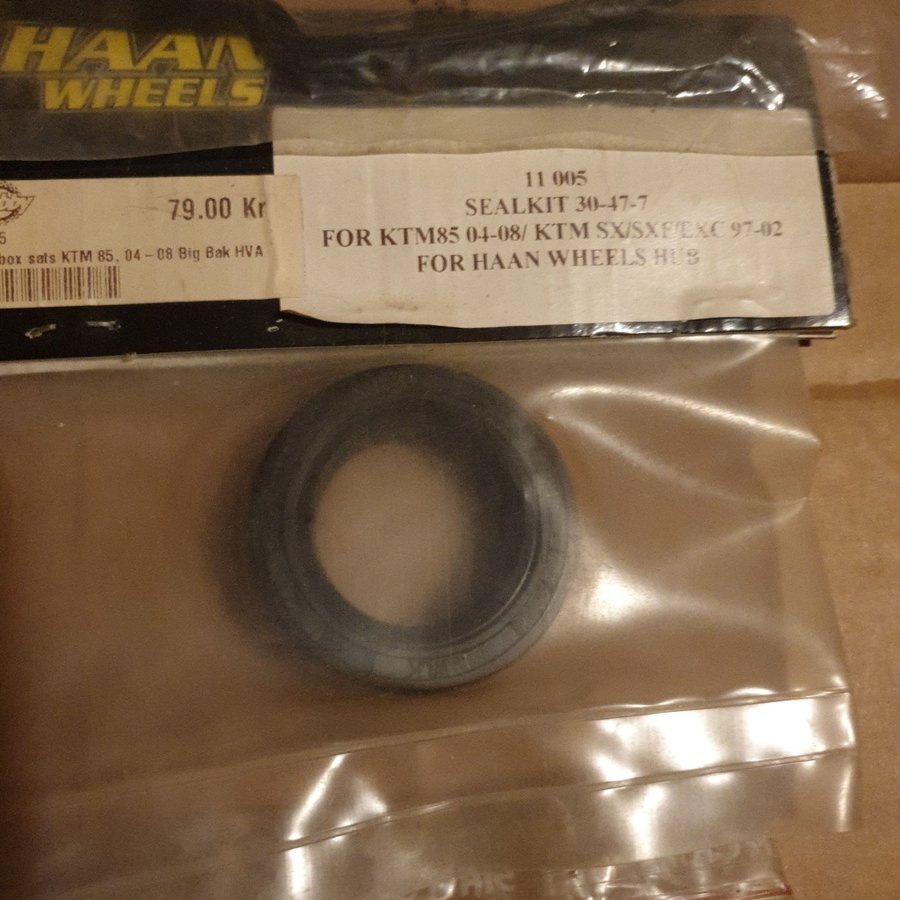 HAAN
WHEELS
79.00 Kr
5
box sats KTM 85, 04-08 Big Bak HVA
11 005
SEALKIT 30-47-7
FOR KTM85 04-08/ KTM SX/SXF/EXC 97-02
FOR HAAN WHEELS HUB